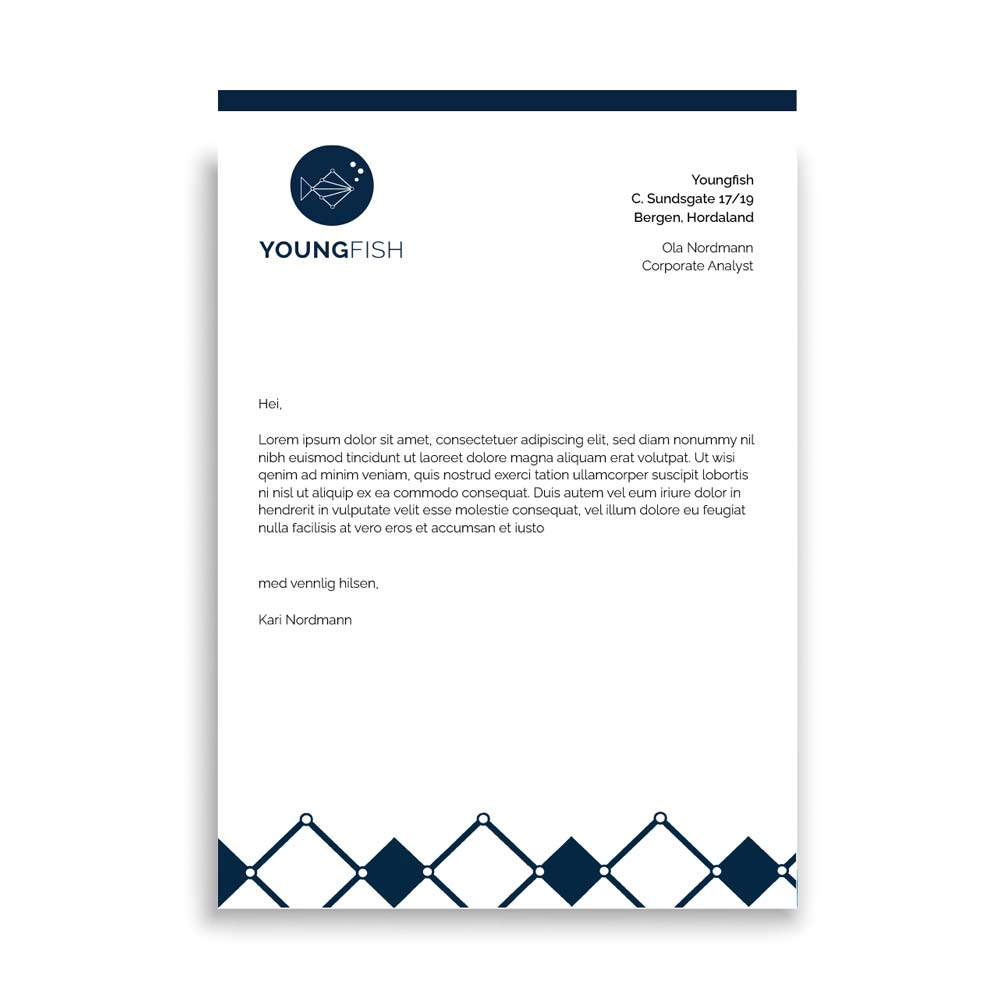 YOUNGFISH
Youngfish
C. Sundsgate 17/19
Bergen, Hordaland
Ola Nordmann
Corporate Analyst
Hei,
Lorem ipsum dolor sit amet, consectetuer adipiscing elit, sed diam nonummy nil
nibh euismod tincidunt ut laoreet dolore magna aliquam erat volutpat. Ut wisi
qenim ad minim veniam, quis nostrud exerci tation ullamcorper suscipit lobortis
ni nisl ut aliquip ex ea commodo consequat. Duis autem vel eum iriure dolor in
hendrerit in vulputate velit esse molestie consequat, vel illum dolore eu feugiat
nulla facilisis at vero eros et accumsan et iusto
med vennlig hilsen,
Kari Nordmann